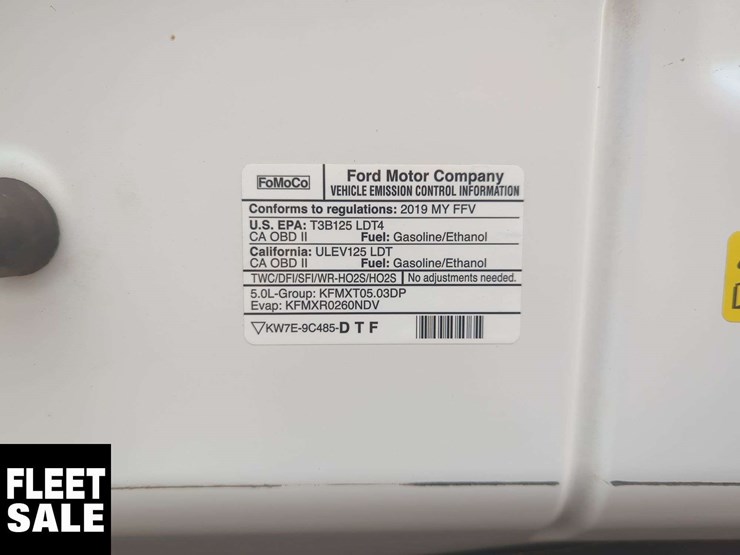 FoMoCo
Ford Motor Company
VEHICLE EMISSION CONTROL INFORMATION
Conforms to regulations: 2019 MY FFV
U.S. EPA: T3B125 LDT4
CA OBD II Fuel: Gasoline/Ethanol
California: ULEV125 LDT
CA OBD II Fuel: Gasoline/Ethanol
TWC/DFI/SFI/WR-HO2S/HO2S No adjustments needed.
5.0L-Group: KFMXT05.03DP
Evap: KFMXR0260NDV
KW7E-9C485-D T F
FLEET
SALE